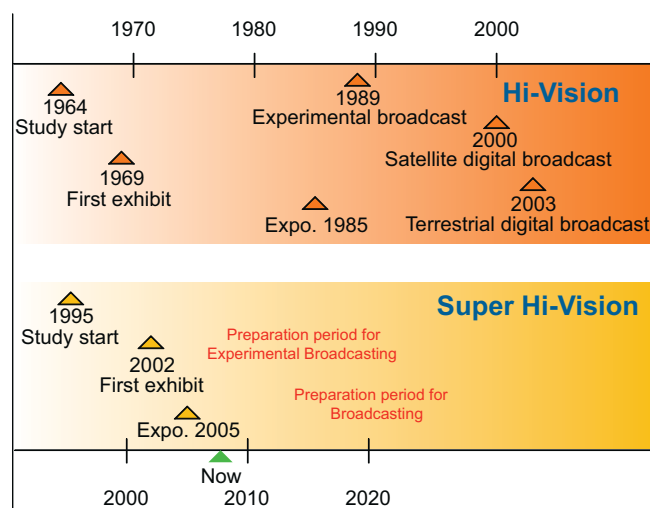 1970 1980 1990 2000
Hi-Vision
1964
Study start
1989
Experimental broadcast
2000
Satellite digital broadcast
1969
First exhibit
2003
Terrestrial digital broadcast
Expo. 1985
Super Hi-Vision
1995
Study start
Preparation period for
Experimental Broadcasting
2002
First exhibit
Preparation period for
Broadcasting
Expo. 2005
Now
2000 2010 2020